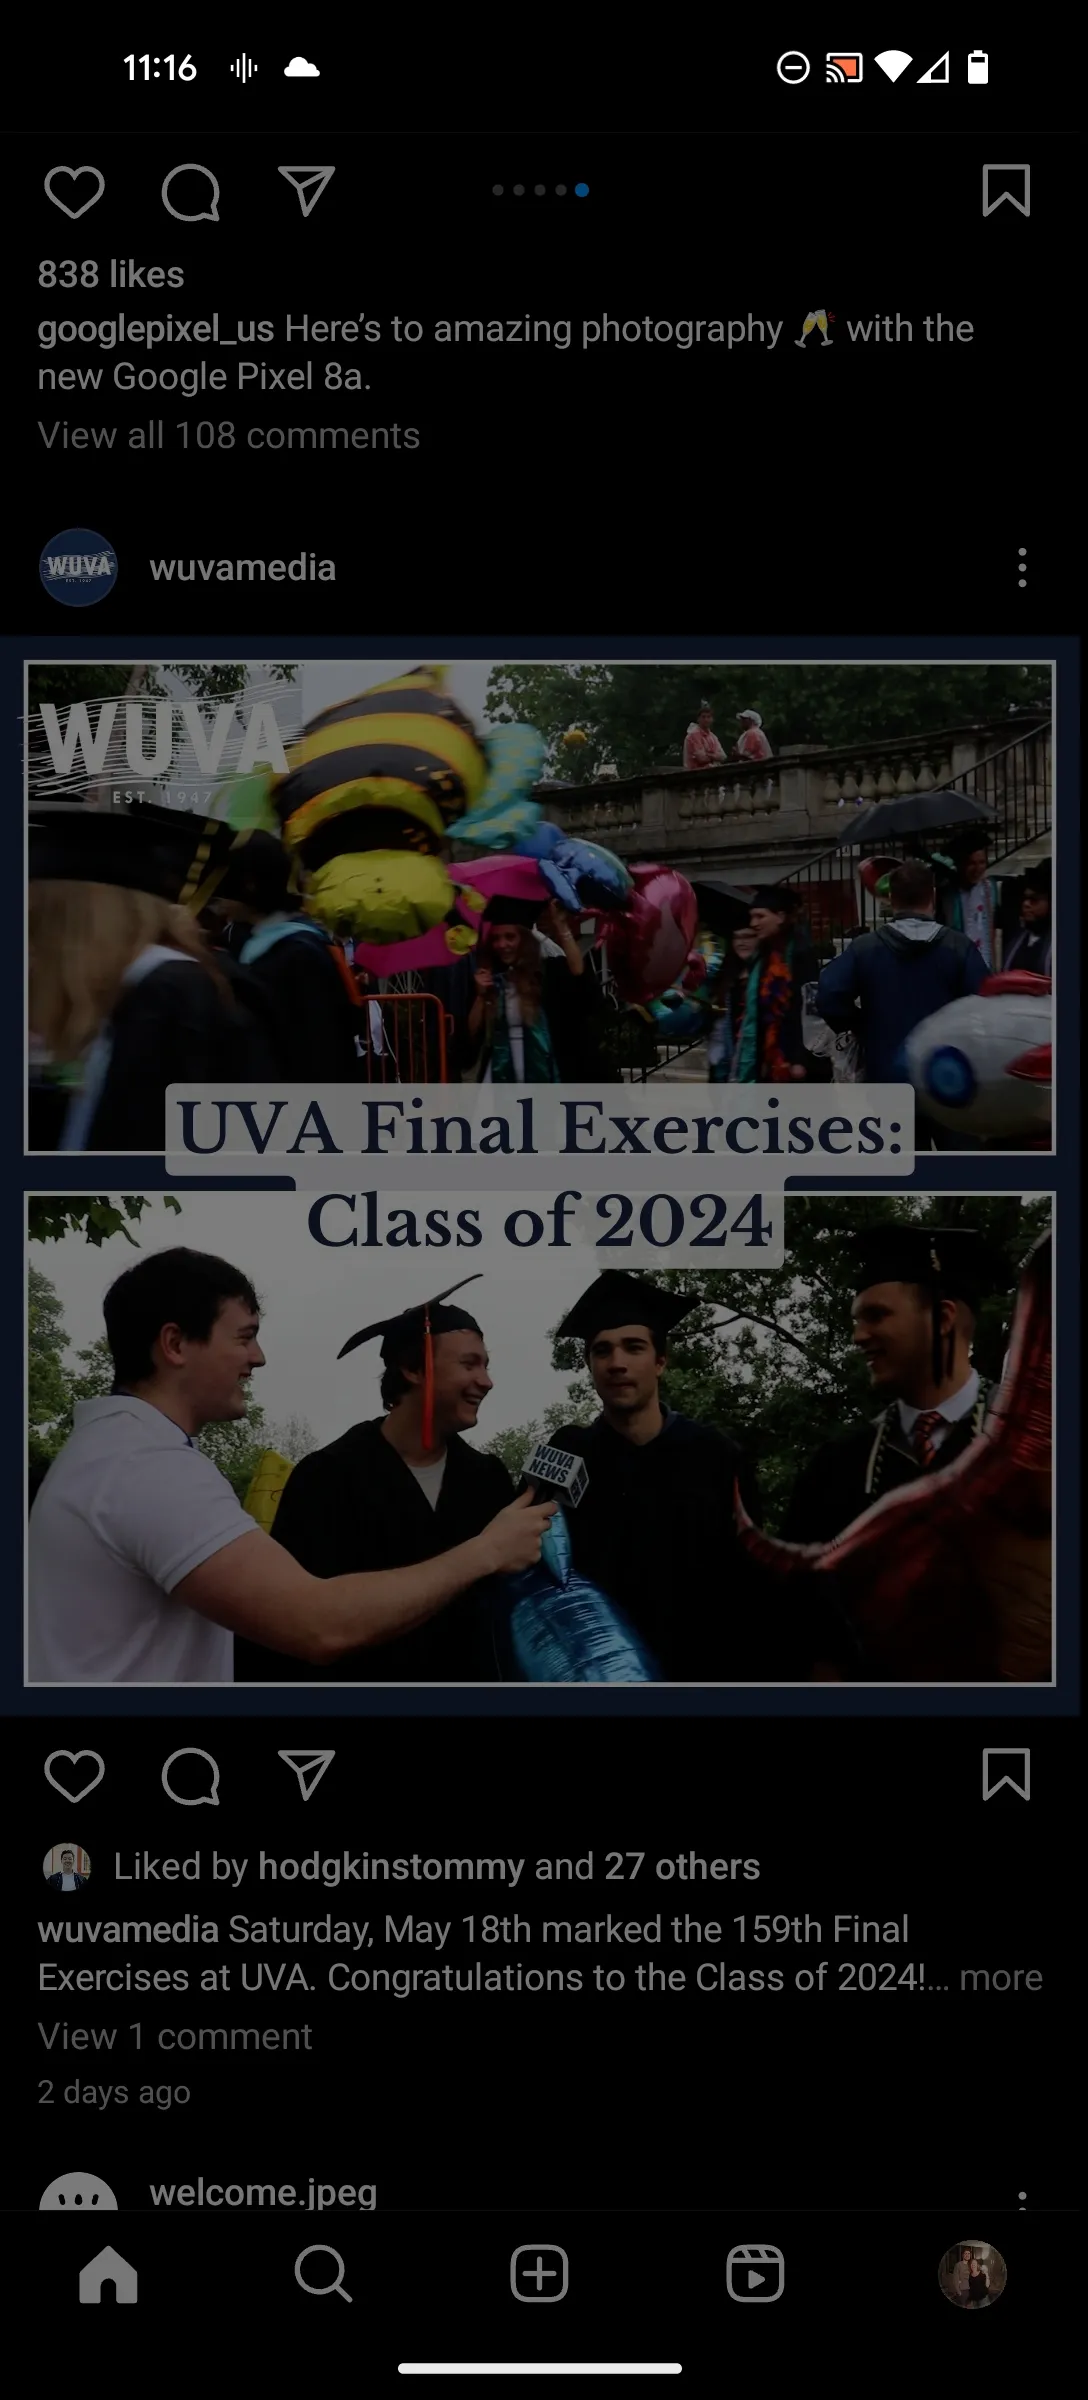 11:16
838 likes
googlepixel_us Here’s to amazing photography 🥂 with the
new Google Pixel 8a.
View all 108 comments
WUVA
EST. 1947
wuvamedia
WUVA
EST. 1947
UVA Final Exercises:
Class of 2024
WUVA
NEWS
Liked by hodgkinstommy and 27 others
wuvamedia Saturday, May 18th marked the 159th Final
Exercises at UVA. Congratulations to the Class of 2024!... more
View 1 comment
2 days ago
welcome.jpeg